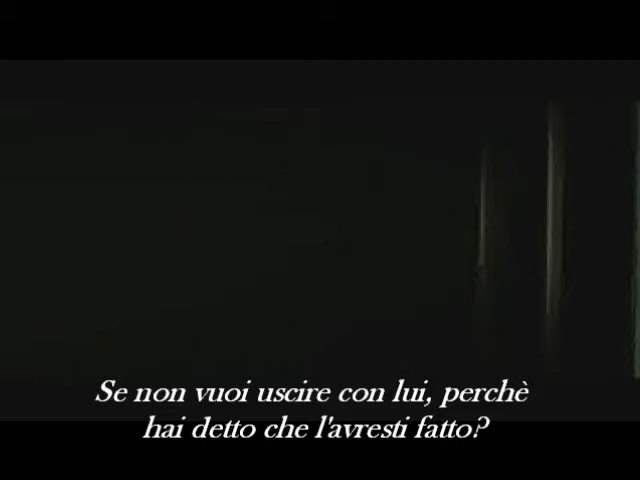 Se non vuoi uscire con lui, perchè
hai detto che l'avresti fatto?